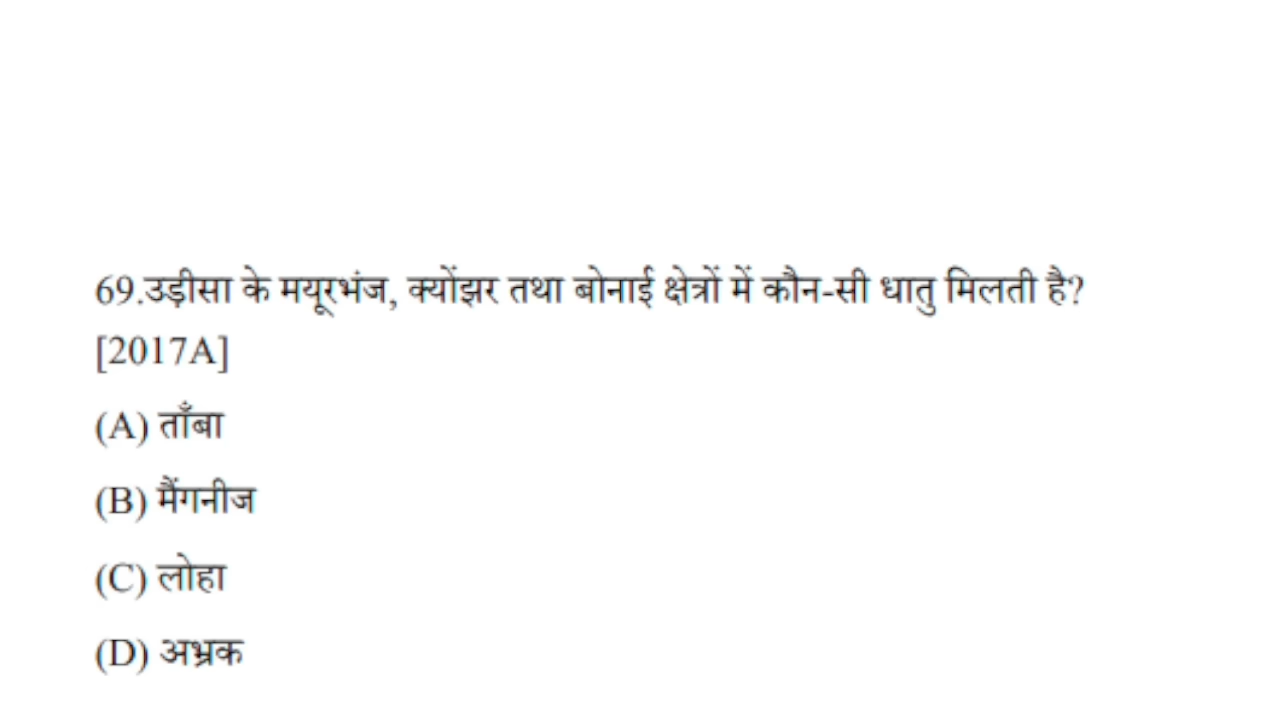 69.उड़ीसा के मयूरभंज, क्योंझर तथा बोनाई क्षेत्रों में कौन-सी धातु मिलती है?
[2017A]
(A) ताँबा
(B) मैंगनीज
(C) लोहा
(D) अभ्रक